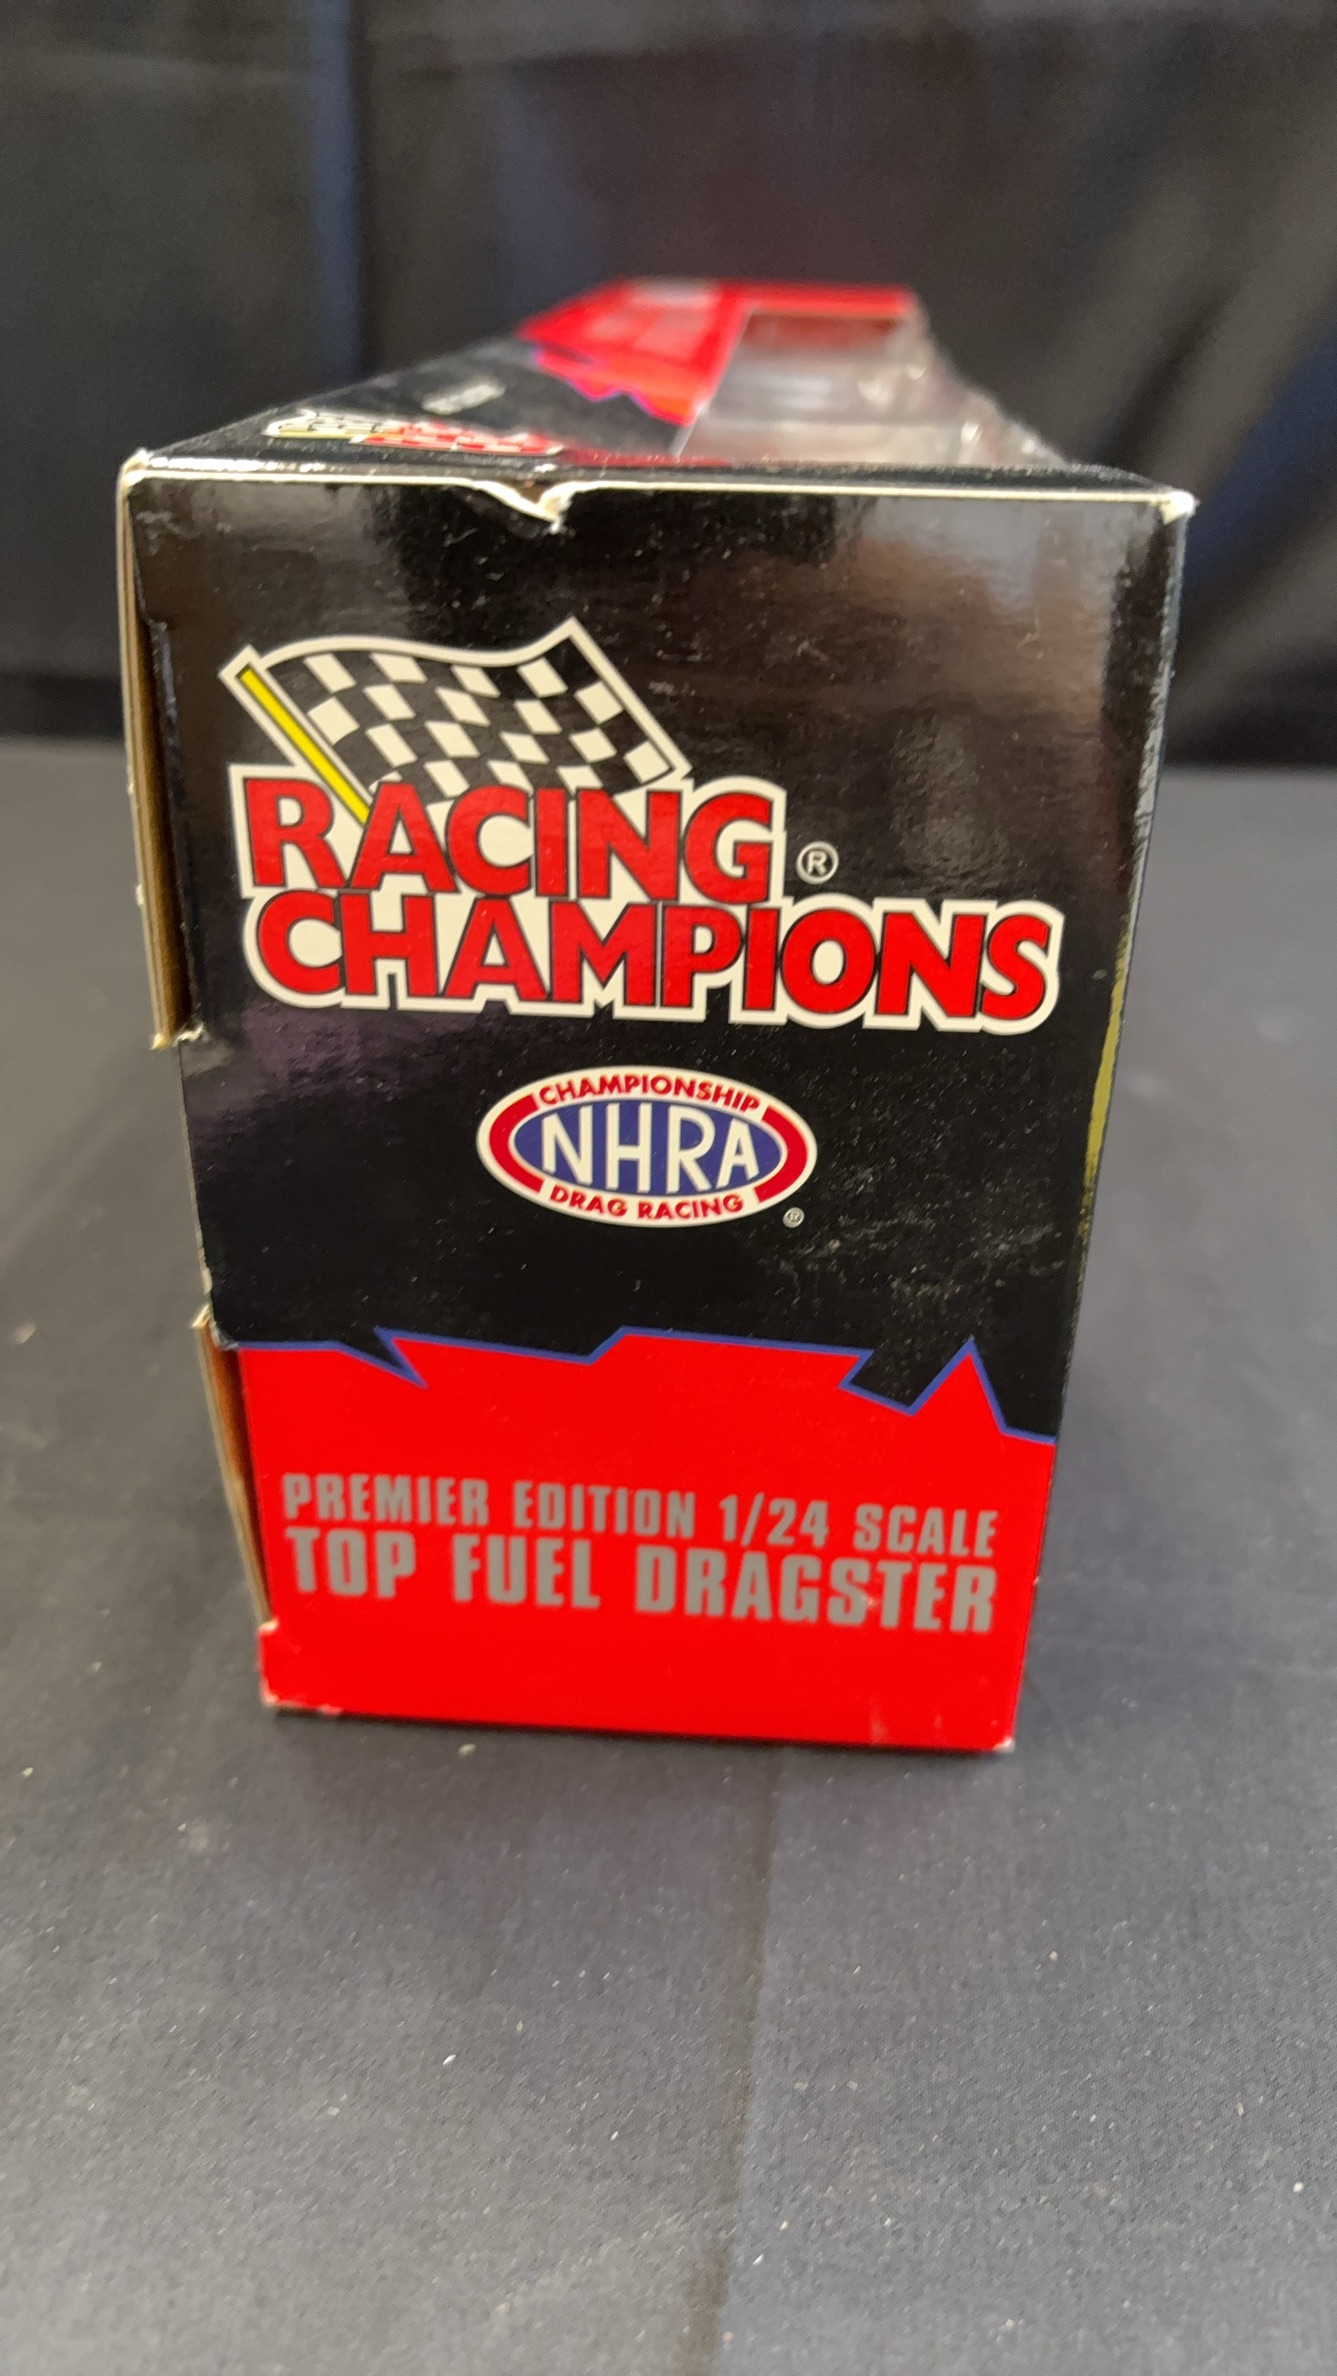 RACING ®
CHAMPIONS
CHAMPIONSHIP
NHRA
DRAG RACING ®
PREMIER EDITION 1/24 SCALE
TOP FUEL DRAGSTER